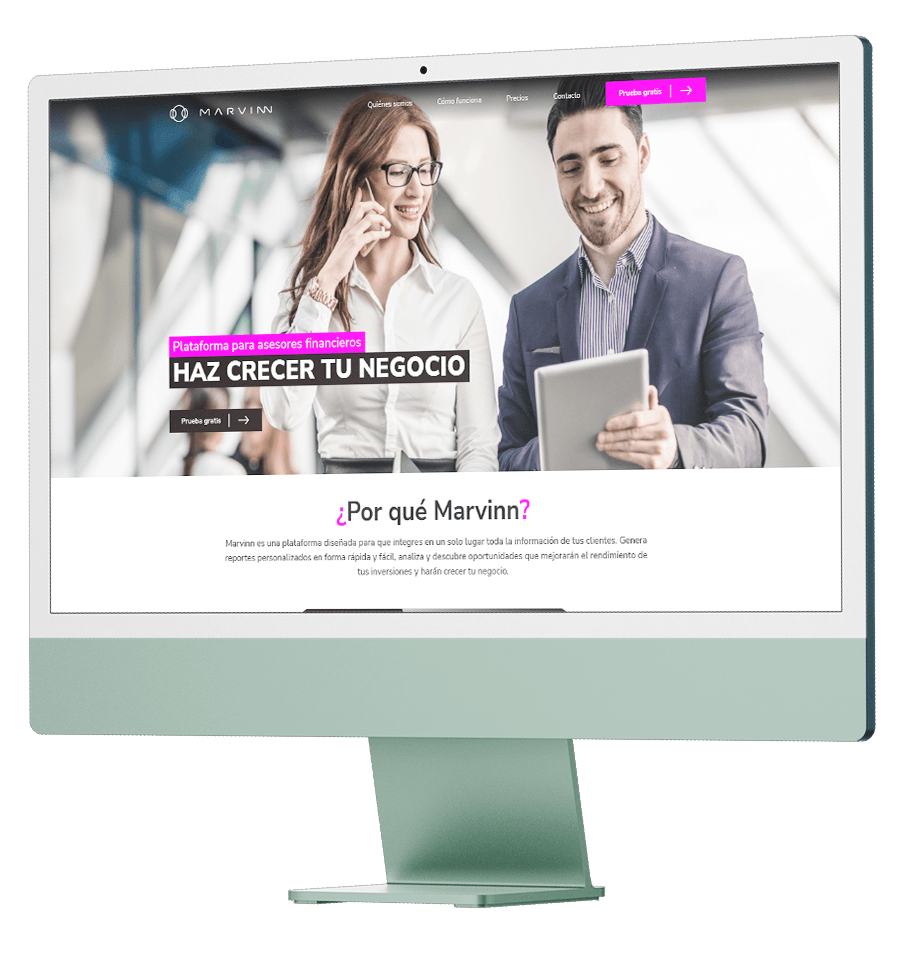 MARVINN
Quiénes somos
Cómo funciona
Precios
Contacto
Prueba gratis
Plataforma para asesores financieros
HAZ CRECER TU NEGOCIO
Prueba gratis
¿Por qué Marvinn?
Marvinn es una plataforma diseñada para que integres en un solo lugar toda la información de tus clientes. Genera
reportes personalizados en forma rápida y fácil, analiza y descubre oportunidades que mejorarán el rendimiento de
tus inversiones y harán crecer tu negocio.